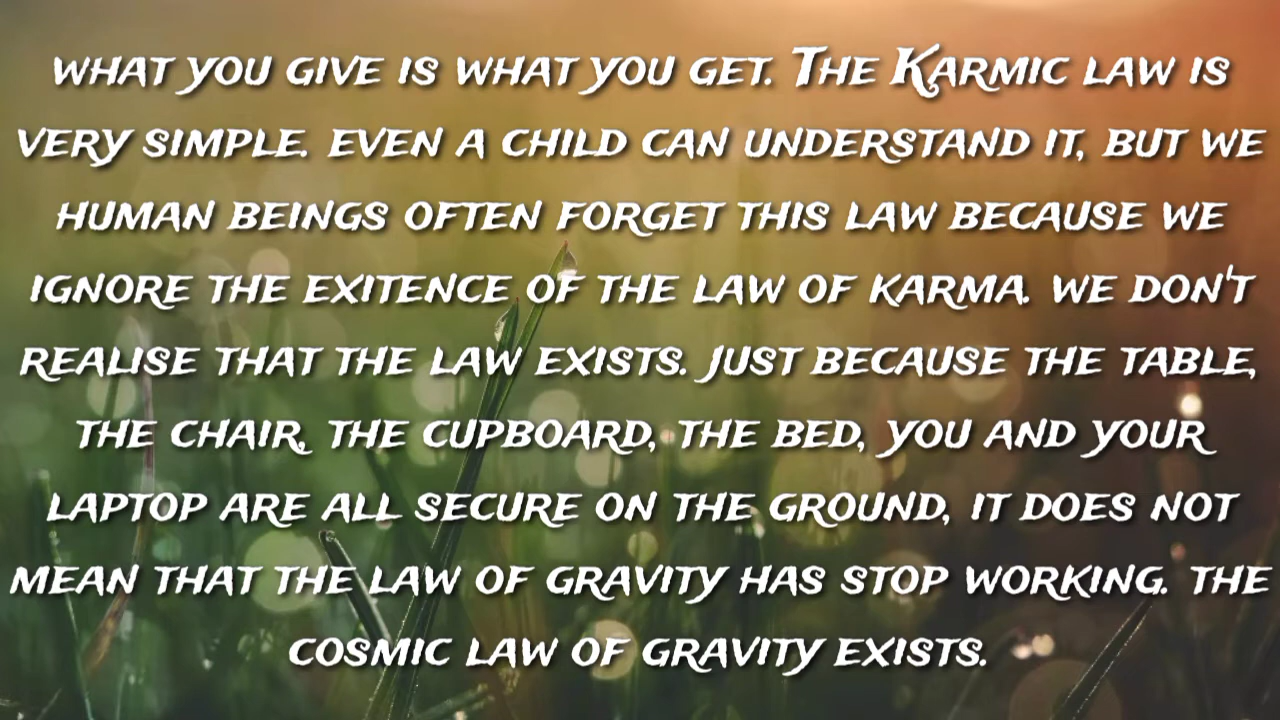 what you give is what you get. The Karmic law is
very simple. even a child can understand it, but we
human beings often forget this law because we
ignore the exitence of the law of karma. we don't
realise that the law exists. just because the table,
the chair, the cupboard, the bed, you and your
laptop are all secure on the ground, it does not
mean that the law of gravity has stop working. the
cosmic law of gravity exists.